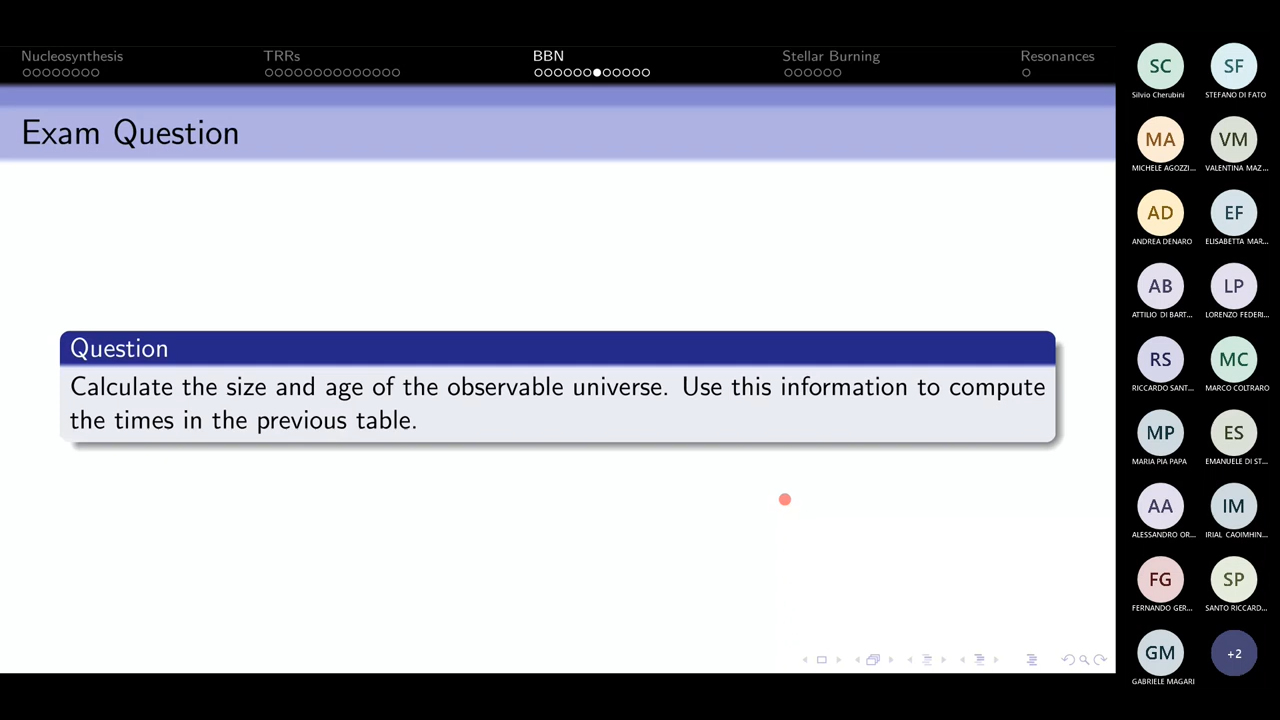 Nucleosynthesis
TRRs
BBN
Stellar Burning
Resonances
Exam Question
Question
Calculate the size and age of the observable universe. Use this information to compute
the times in the previous table.
SC
Silvio Cherubini
SF
STEFANO DI FATO
MA
MICHELE AGOZZI...
VM
VALENTINA MAZ...
AD
ANDREA DENARO
EF
ELISABETTA MAR...
AB
ATTILIO DI BART...
LP
LORENZO FEDERI...
RS
RICCARDO SANT...
MC
MARCO COLTRARO
MP
MARIA PIA PAPA
ES
EMANUELE DI ST...
AA
ALESSANDRO OR...
IM
IRIAL CAOIMHIN...
FG
FERNANDO GER...
SP
SANTO RICCARD...
GM
GABRIELE MAGARI
+2